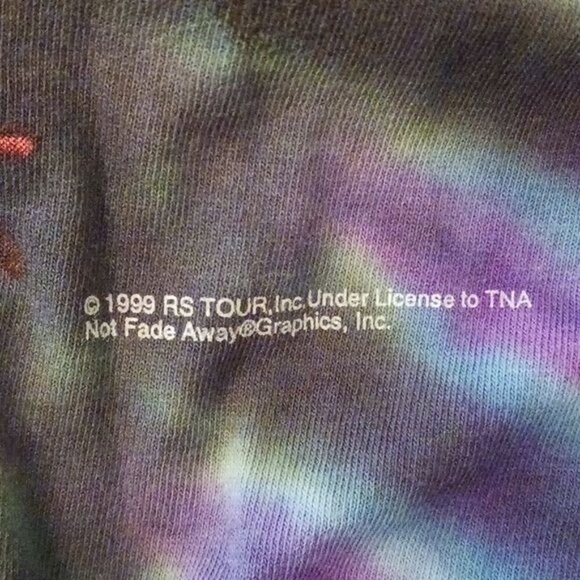 © 1999 RS TOUR, Inc. Under License to TNA
Not Fade Away® Graphics, Inc.